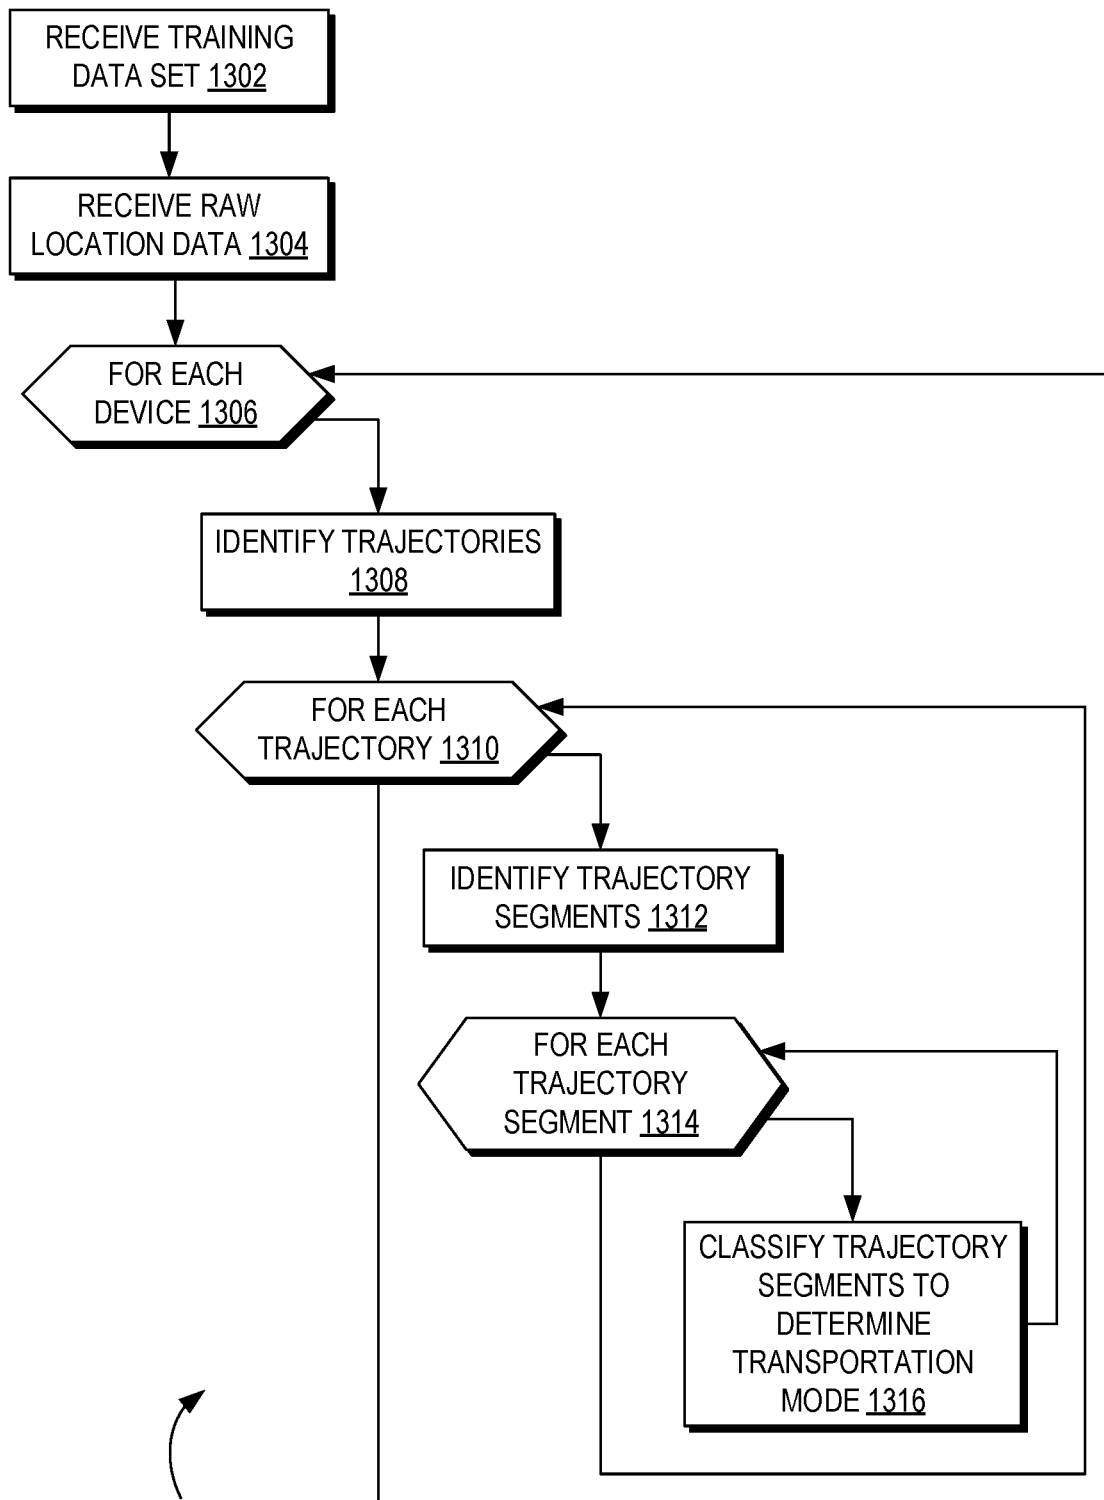 RECEIVE TRAINING
DATA SET 1302
RECEIVE RAW
LOCATION DATA 1304
FOR EACH
DEVICE 1306
IDENTIFY TRAJECTORIES
1308
FOR EACH
TRAJECTORY 1310
IDENTIFY TRAJECTORY
SEGMENTS 1312
FOR EACH
TRAJECTORY
SEGMENT 1314
CLASSIFY TRAJECTORY
SEGMENTS TO
DETERMINE
TRANSPORTATION
MODE 1316